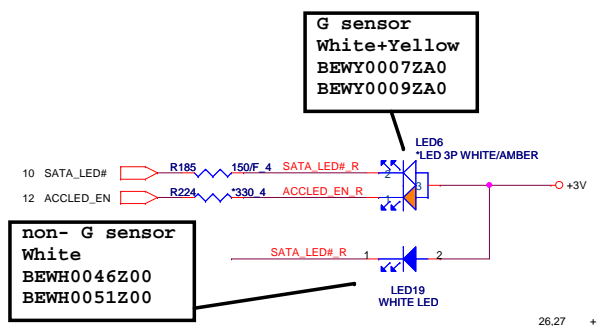 G sensor
White+Yellow
BEWY0007ZA0
BEWY0009ZA0
LED6
*LED 3P WHITE/AMBER
10 SATA_LED# R185 150/F_4 SATA_LED#_R 2
3 +3V
12 ACCLED_EN R224 *330_4 ACCLED_EN_R 1
non- G sensor
White
BEWH0046Z00
BEWH0051Z00
SATA_LED#_R 1 2
LED19
WHITE LED
26,27 +